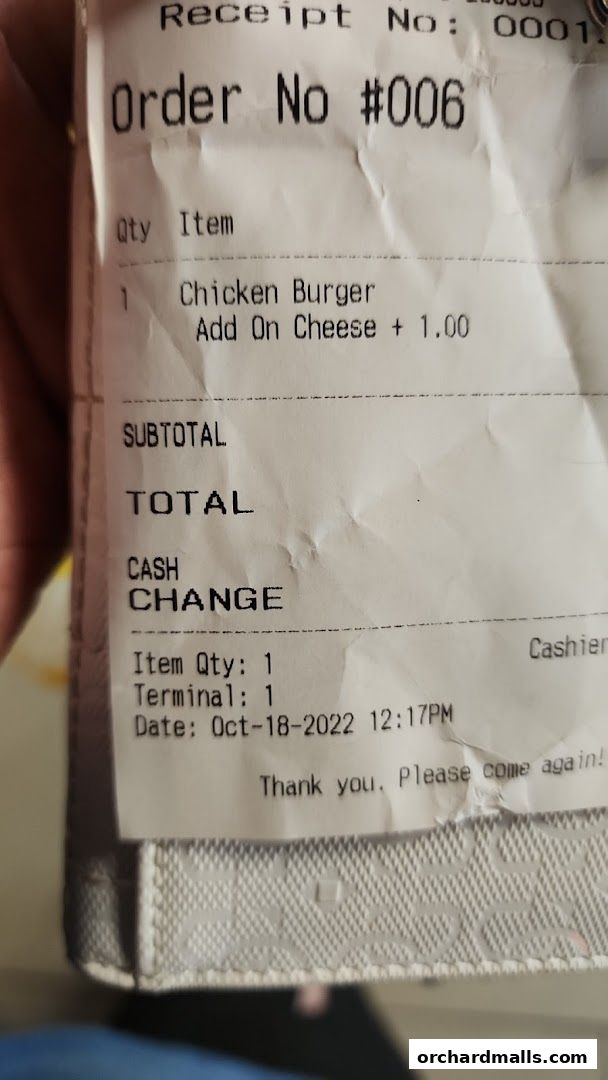 Receipt No: 0001
Order No #006
Qty Item
1 Chicken Burger
Add On Cheese + 1.00
SUBTOTAL
TOTAL
CASH
CHANGE
Cashier
Item Qty: 1
Terminal: 1
Date: Oct-18-2022 12:17PM
Thank you. Please come again!
orchardmalls.com